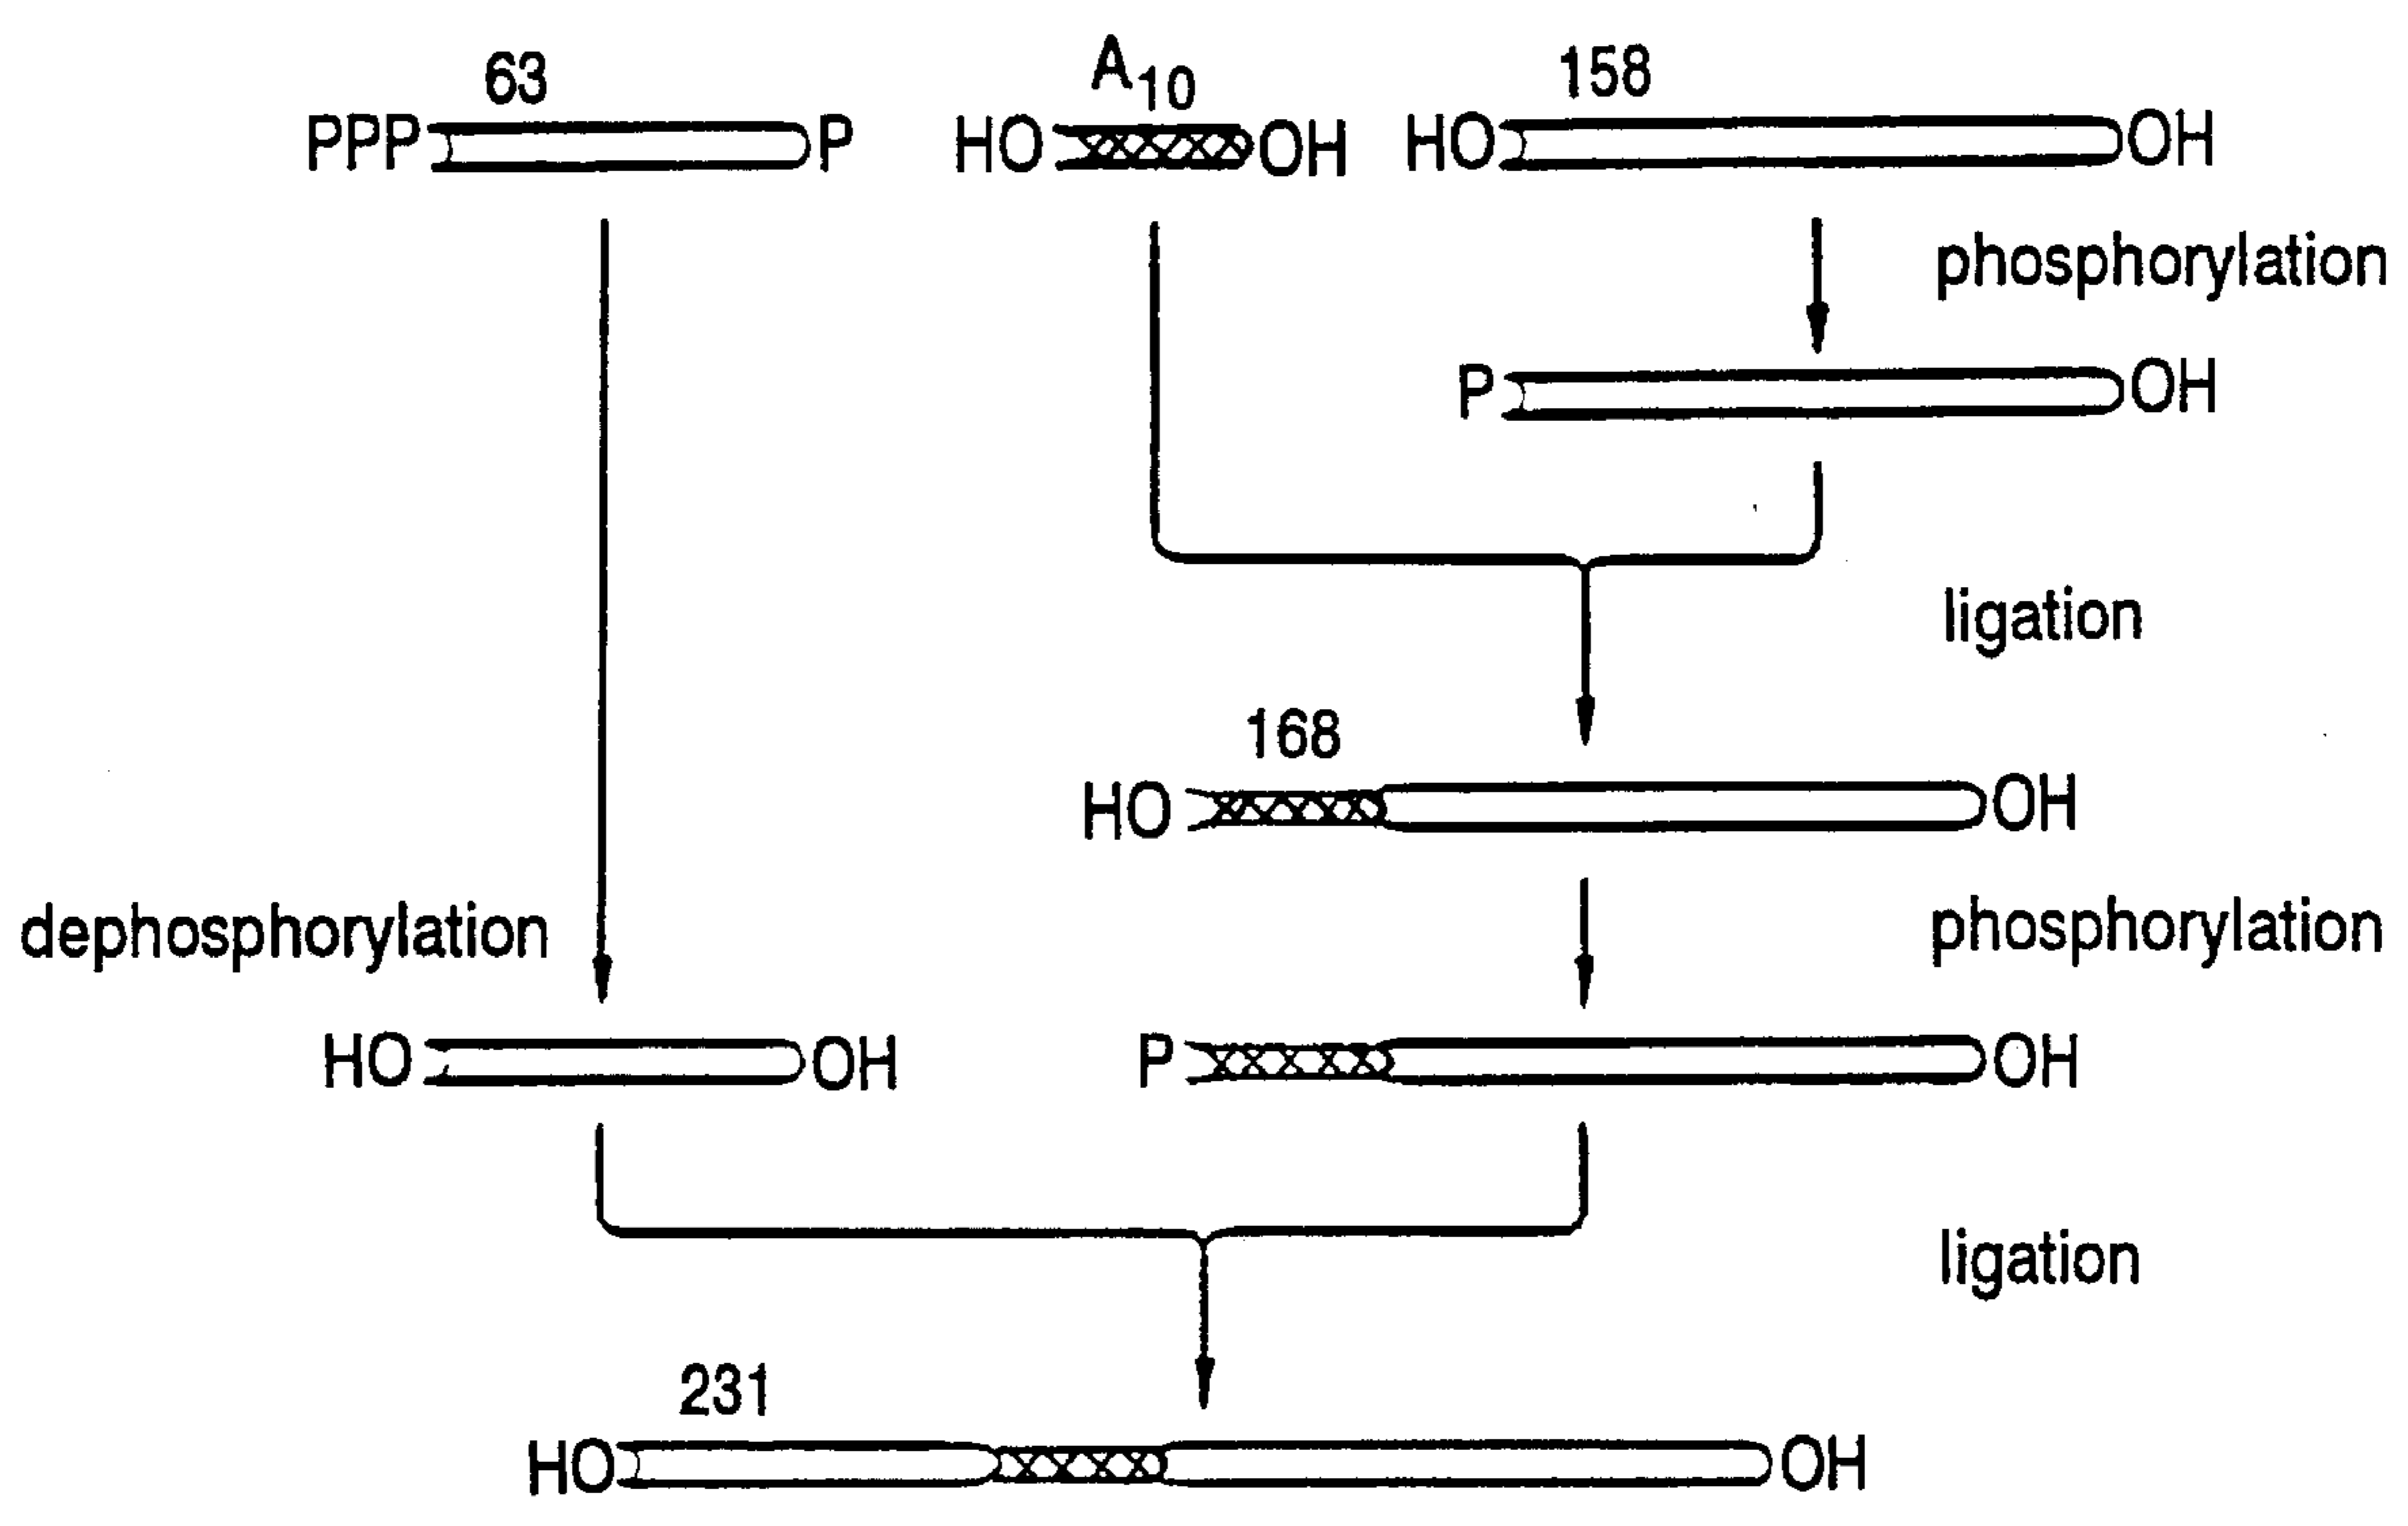 63 A10 158
PPP P HO OH HO OH
phosphorylation
P OH
ligation
168
HO OH
dephosphorylation phosphorylation
HO OH P OH
ligation
231
HO OH